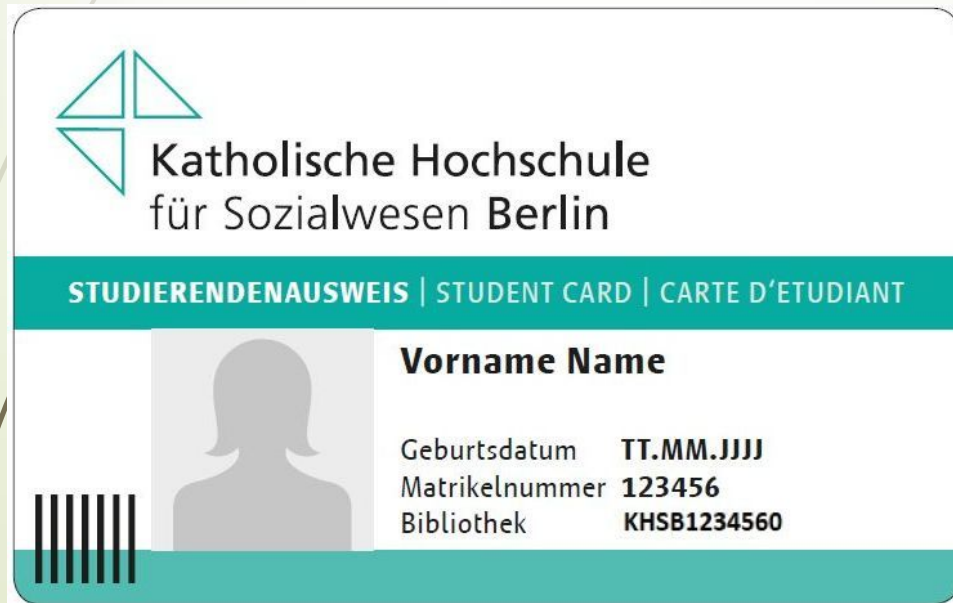 Katholische Hochschule
für Sozialwesen Berlin
STUDIERENDENAUSWEIS | STUDENT CARD | CARTE D‘ETUDIANT
Vorname Name
Geburtsdatum TT.MM.JJJJ
Matrikelnummer 123456
Bibliothek KHSB1234560